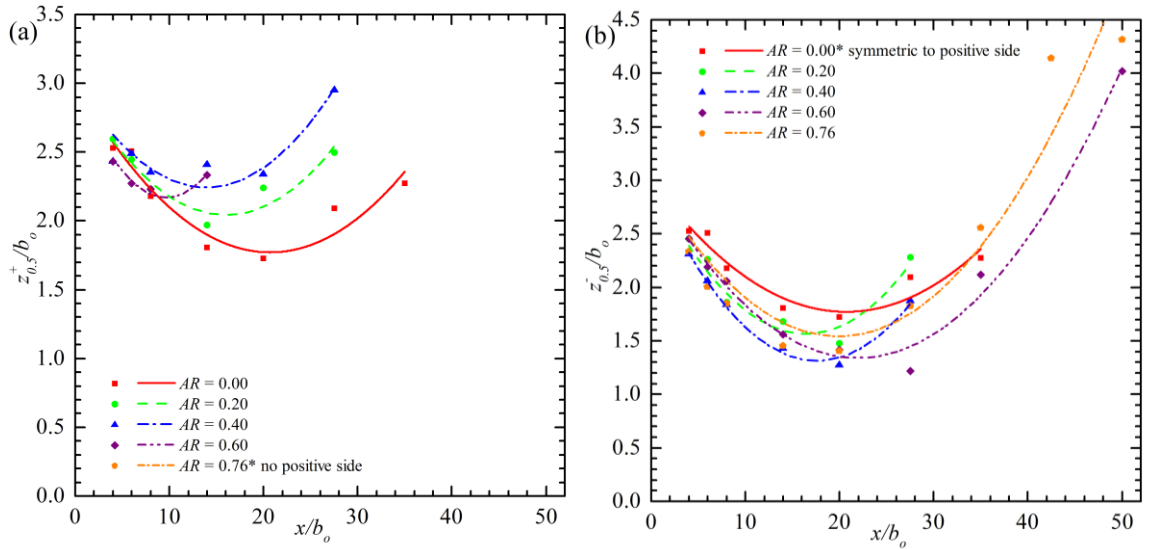 (a)
3.5
3.0
2.5
2.0
1.5
1.0
0.5
0.0
z⁺₀.₅/bₒ
AR = 0.00
AR = 0.20
AR = 0.40
AR = 0.60
AR = 0.76* no positive side
0 10 20 30 40 50
x/bₒ
(b)
4.5
4.0
3.5
3.0
2.5
2.0
1.5
1.0
0.5
0.0
z⁻₀.₅/bₒ
AR = 0.00* symmetric to positive side
AR = 0.20
AR = 0.40
AR = 0.60
AR = 0.76
0 10 20 30 40 50
x/bₒ